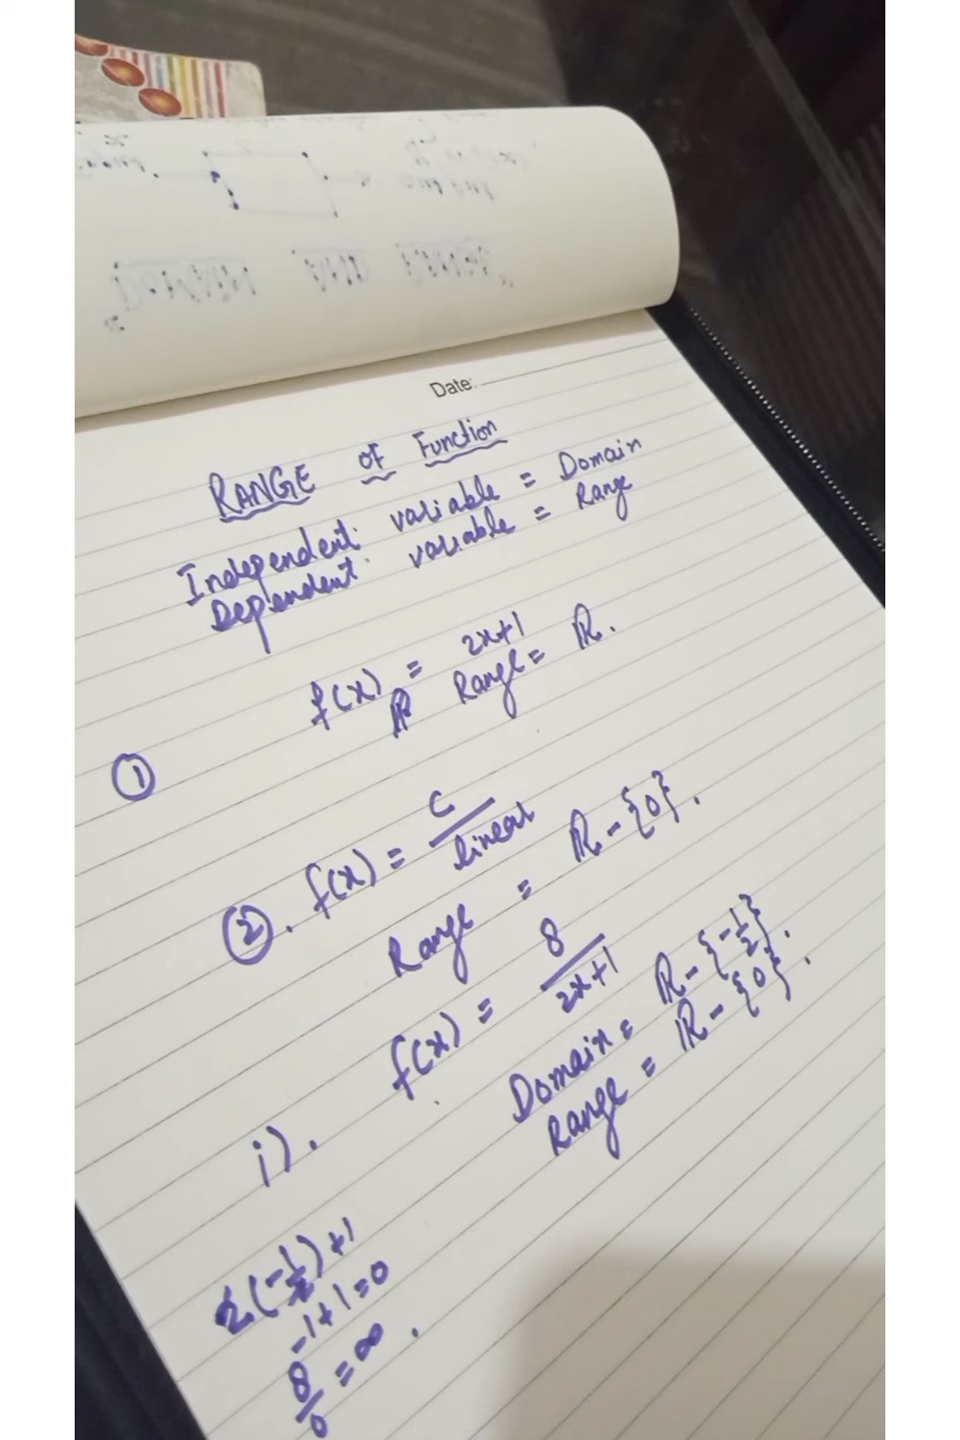 Date:
RANGE OF Function
Independent variable = Domain
Dependent variable = Range
f(x) = 2x+1
R Range = R.
①
②. f(x) = C/linear
Range = R - {0}.
i). f(x) = 8/2x+1
Domain = R - {-1/2}.
Range = R - {0}.
2(-1/2)+1
-1+1=0
8/0 = ∞.